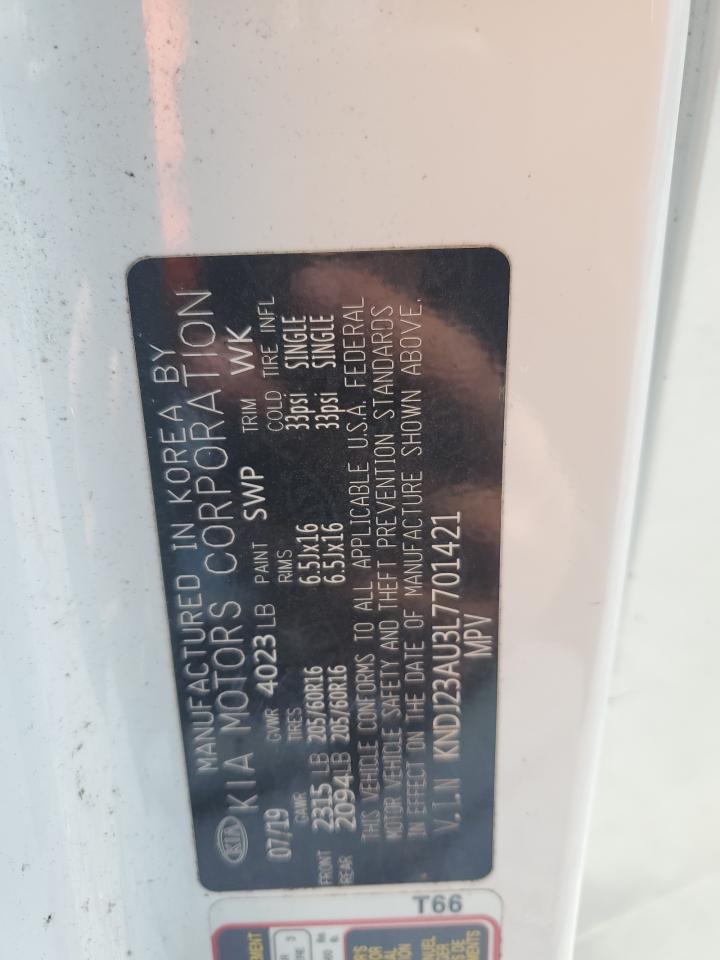 MANUFACTURED IN KOREA BY
KIA KIA MOTORS CORPORATION
07/19 GVWR 4023 LB PAINT SWP TRIM WK
GAWR TIRES RIMS COLD TIRE INFL
FRONT 2315 LB 205/60R16 6.5Jx16 33psi SINGLE
REAR 2094 LB 205/60R16 6.5Jx16 33psi SINGLE
THIS VEHICLE CONFORMS TO ALL APPLICABLE U.S.A. FEDERAL
MOTOR VEHICLE SAFETY AND THEFT PREVENTION STANDARDS
IN EFFECT ON THE DATE OF MANUFACTURE SHOWN ABOVE.
V.I.N KNDJ23AU3L7701421
MPV
T66